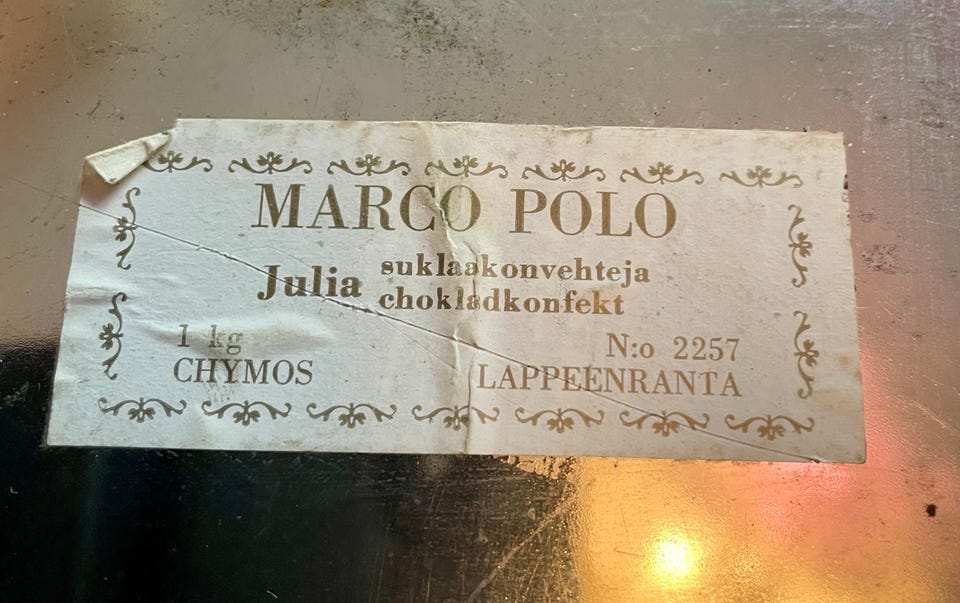 MARCO POLO
Julia suklaakonvehteja
chokladkonfekt
1 kg N:o 2257
CHYMOS LAPPEENRANTA